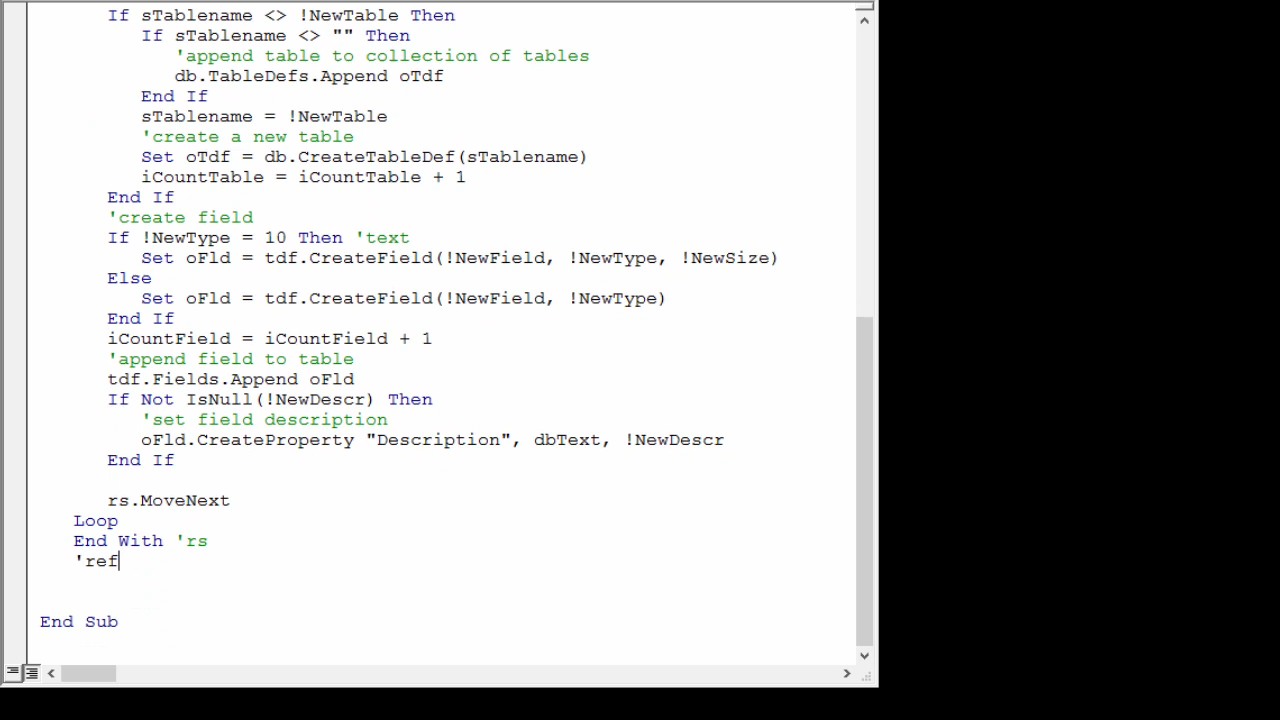 If sTablename <> !NewTable Then
If sTablename <> "" Then
'append table to collection of tables
db.TableDefs.Append oTdf
End If
sTablename = !NewTable
'create a new table
Set oTdf = db.CreateTableDef(sTablename)
iCountTable = iCountTable + 1
End If
'create field
If !NewType = 10 Then 'text
Set oFld = tdf.CreateField(!NewField, !NewType, !NewSize)
Else
Set oFld = tdf.CreateField(!NewField, !NewType)
End If
iCountField = iCountField + 1
'append field to table
tdf.Fields.Append oFld
If Not IsNull(!NewDescr) Then
'set field description
oFld.CreateProperty "Description", dbText, !NewDescr
End If
rs.MoveNext
Loop
End With 'rs
'ref
End Sub